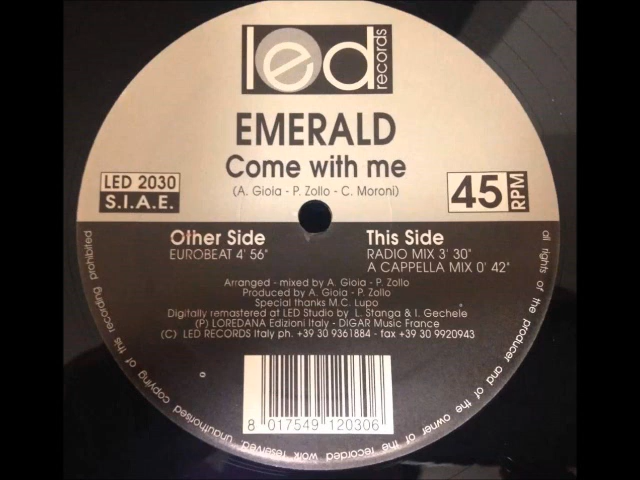 led
records
EMERALD
Come with me
(A. Gioia - P. Zollo - C. Moroni)
LED 2030
S.I.A.E.
45 RPM
Other Side
EUROBEAT 4' 56"
This Side
RADIO MIX 3' 30"
A CAPPELLA MIX 0' 42"
Arranged - mixed by A. Gioia - P. Zollo
Produced by A. Gioia - P. Zollo
Special thanks M.C. Lupo
Digitally remastered at LED Studio by L. Stanga & I. Gechele
(P) LOREDANA Edizioni Italy - DIGAR Music France
(C) LED RECORDS Italy ph. +39 30 9361884 - fax +39 30 9920943
8 017549 120306
all rights of the producer and of the owner of the recorded work reserved. unauthorised copying of this recording prohibited